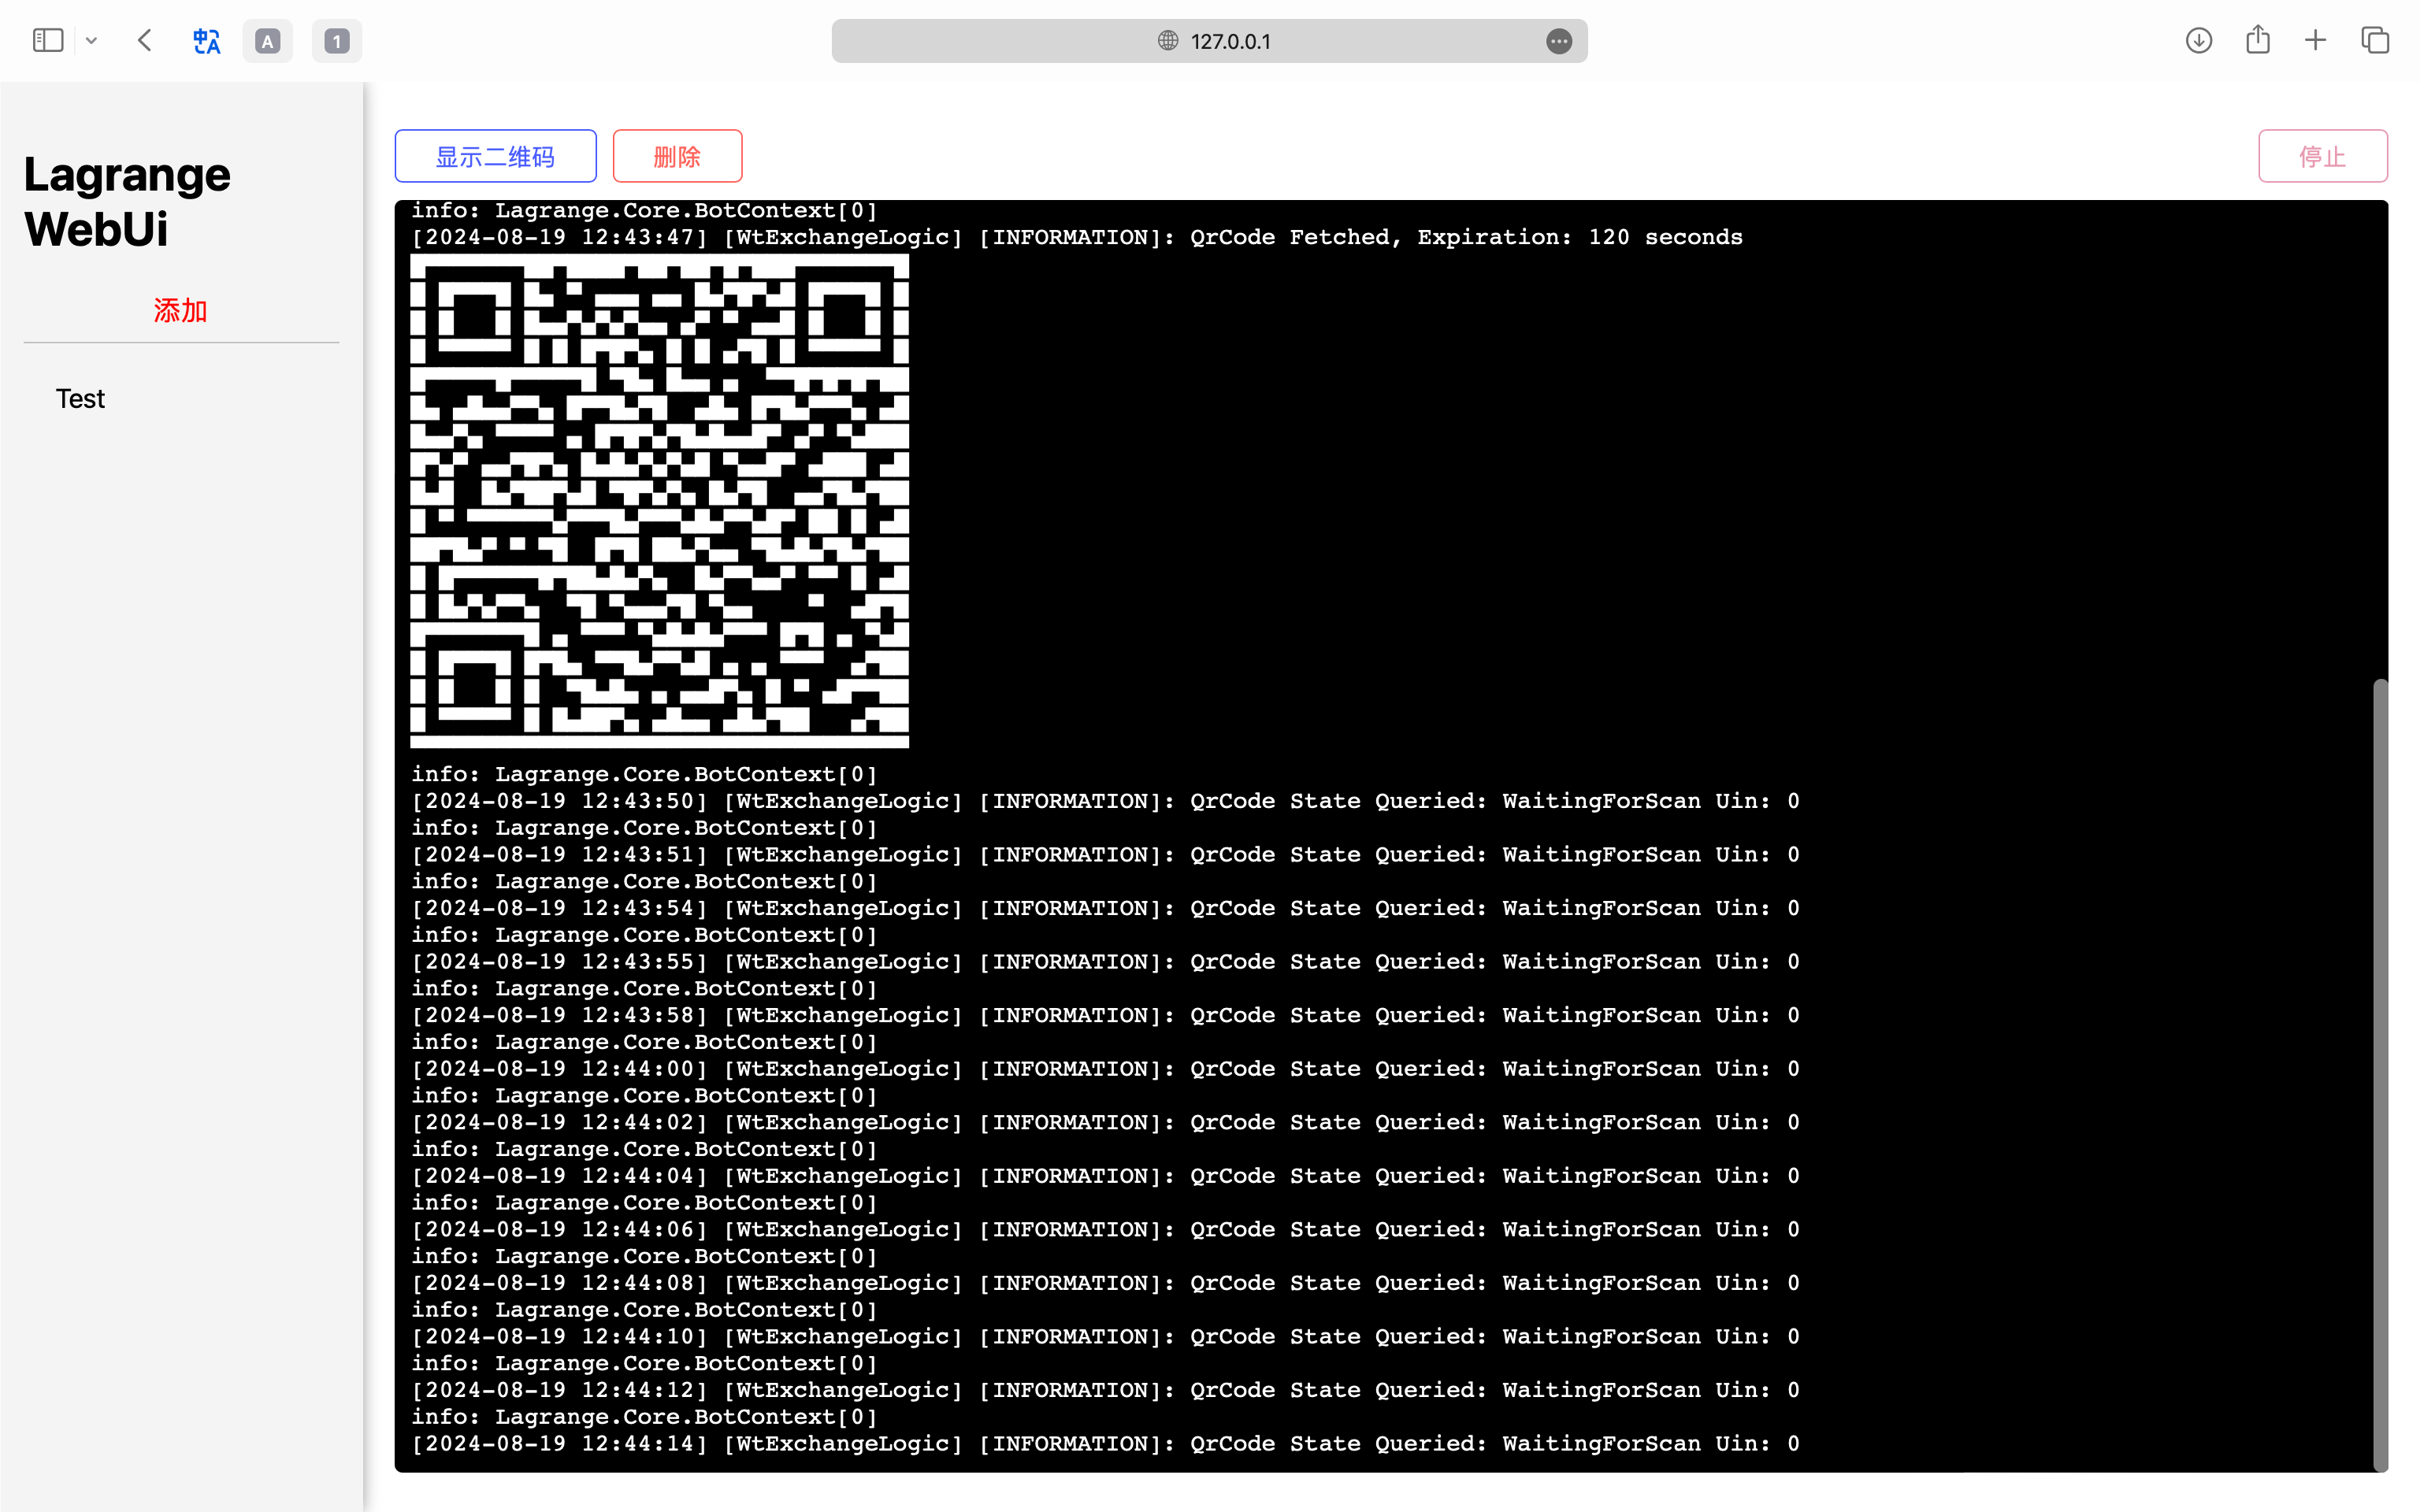 A
1
127.0.0.1
Lagrange
WebUi
添加
Test
显示二维码
删除
停止
info: Lagrange.Core.BotContext[0]
[2024-08-19 12:43:47] [WtExchangeLogic] [INFORMATION]: QrCode Fetched, Expiration: 120 seconds
info: Lagrange.Core.BotContext[0]
[2024-08-19 12:43:50] [WtExchangeLogic] [INFORMATION]: QrCode State Queried: WaitingForScan Uin: 0
info: Lagrange.Core.BotContext[0]
[2024-08-19 12:43:51] [WtExchangeLogic] [INFORMATION]: QrCode State Queried: WaitingForScan Uin: 0
info: Lagrange.Core.BotContext[0]
[2024-08-19 12:43:54] [WtExchangeLogic] [INFORMATION]: QrCode State Queried: WaitingForScan Uin: 0
info: Lagrange.Core.BotContext[0]
[2024-08-19 12:43:55] [WtExchangeLogic] [INFORMATION]: QrCode State Queried: WaitingForScan Uin: 0
info: Lagrange.Core.BotContext[0]
[2024-08-19 12:43:58] [WtExchangeLogic] [INFORMATION]: QrCode State Queried: WaitingForScan Uin: 0
info: Lagrange.Core.BotContext[0]
[2024-08-19 12:44:00] [WtExchangeLogic] [INFORMATION]: QrCode State Queried: WaitingForScan Uin: 0
info: Lagrange.Core.BotContext[0]
[2024-08-19 12:44:02] [WtExchangeLogic] [INFORMATION]: QrCode State Queried: WaitingForScan Uin: 0
info: Lagrange.Core.BotContext[0]
[2024-08-19 12:44:04] [WtExchangeLogic] [INFORMATION]: QrCode State Queried: WaitingForScan Uin: 0
info: Lagrange.Core.BotContext[0]
[2024-08-19 12:44:06] [WtExchangeLogic] [INFORMATION]: QrCode State Queried: WaitingForScan Uin: 0
info: Lagrange.Core.BotContext[0]
[2024-08-19 12:44:08] [WtExchangeLogic] [INFORMATION]: QrCode State Queried: WaitingForScan Uin: 0
info: Lagrange.Core.BotContext[0]
[2024-08-19 12:44:10] [WtExchangeLogic] [INFORMATION]: QrCode State Queried: WaitingForScan Uin: 0
info: Lagrange.Core.BotContext[0]
[2024-08-19 12:44:12] [WtExchangeLogic] [INFORMATION]: QrCode State Queried: WaitingForScan Uin: 0
info: Lagrange.Core.BotContext[0]
[2024-08-19 12:44:14] [WtExchangeLogic] [INFORMATION]: QrCode State Queried: WaitingForScan Uin: 0